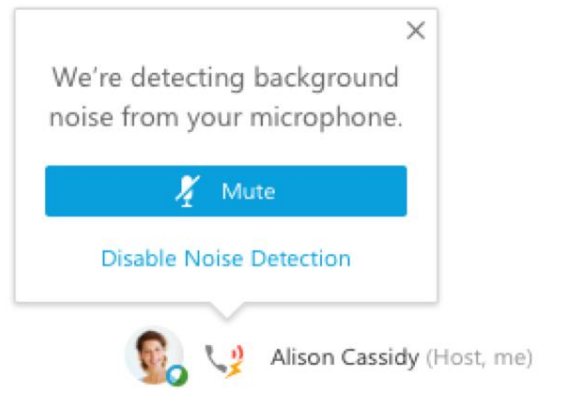 We're detecting background
noise from your microphone.
Mute
Disable Noise Detection
Alison Cassidy (Host, me)